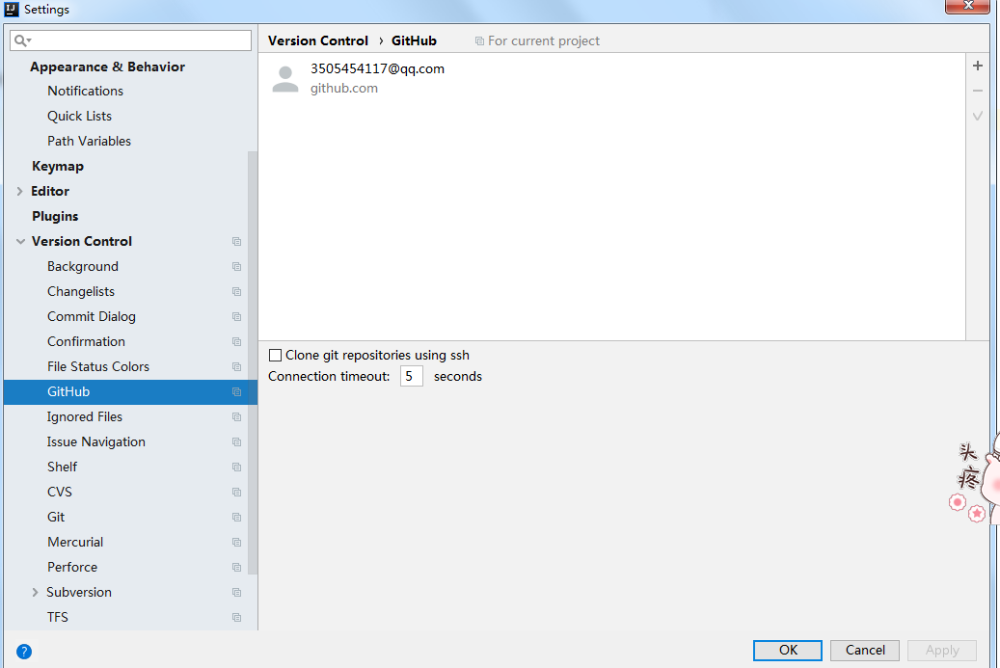 IJ Settings
Version Control › GitHub For current project
Appearance & Behavior
Notifications
Quick Lists
Path Variables
Keymap
Editor
Plugins
Version Control
Background
Changelists
Commit Dialog
Confirmation
File Status Colors
GitHub
Ignored Files
Issue Navigation
Shelf
CVS
Git
Mercurial
Perforce
Subversion
TFS
3505454117@qq.com
github.com
Clone git repositories using ssh
Connection timeout: 5 seconds
头
疼
? OK Cancel Apply